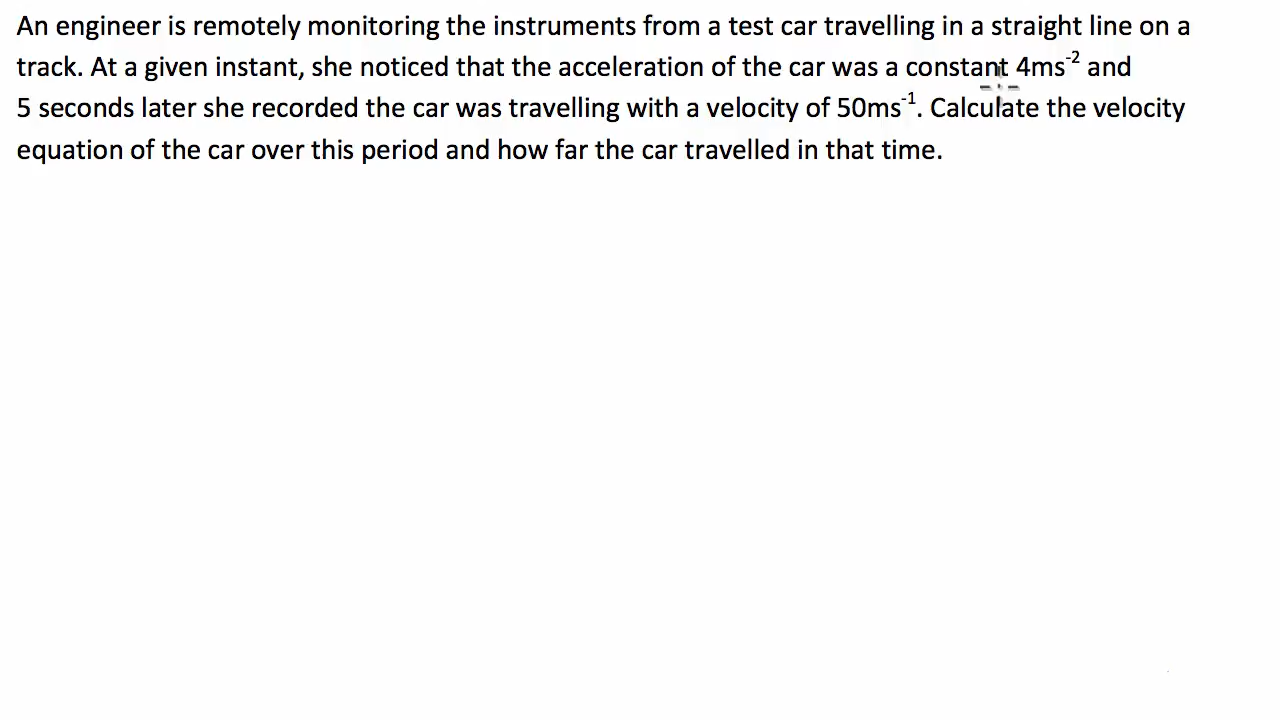 An engineer is remotely monitoring the instruments from a test car travelling in a straight line on a
track. At a given instant, she noticed that the acceleration of the car was a constant 4ms⁻² and
5 seconds later she recorded the car was travelling with a velocity of 50ms⁻¹. Calculate the velocity
equation of the car over this period and how far the car travelled in that time.